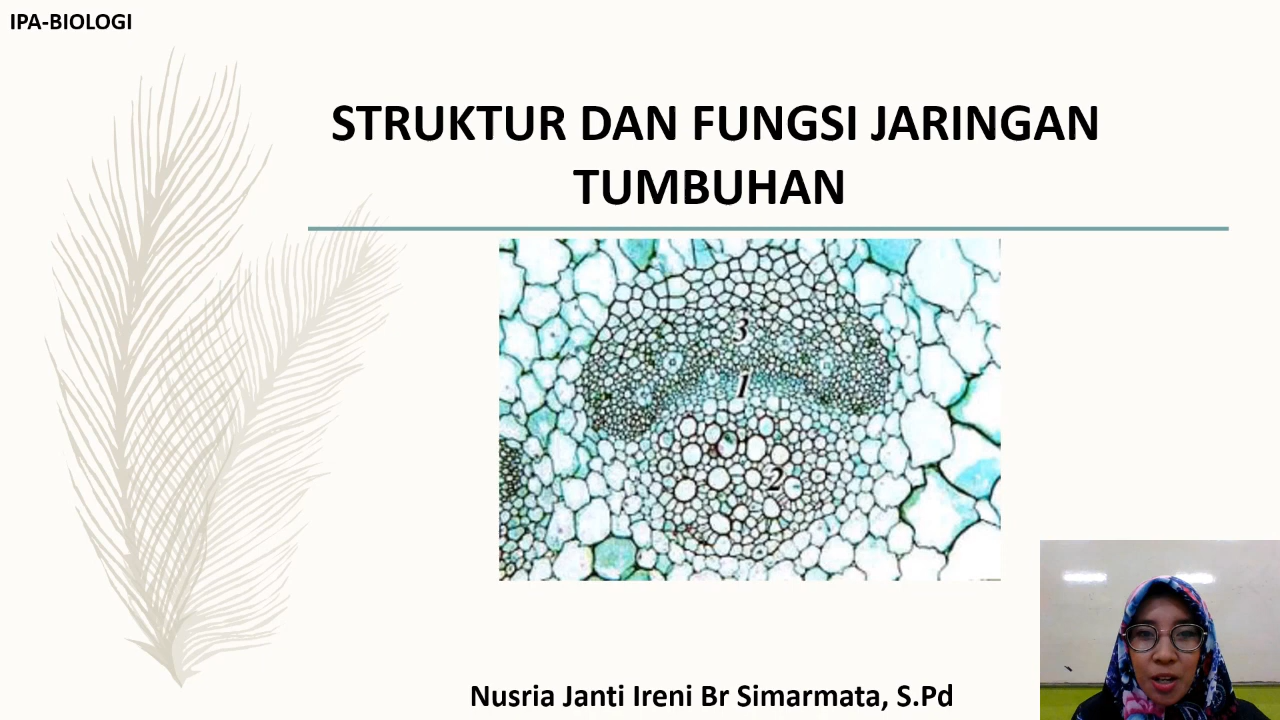 IPA-BIOLOGI
STRUKTUR DAN FUNGSI JARINGAN
TUMBUHAN
3
1
2
Nusria Janti Ireni Br Simarmata, S.Pd